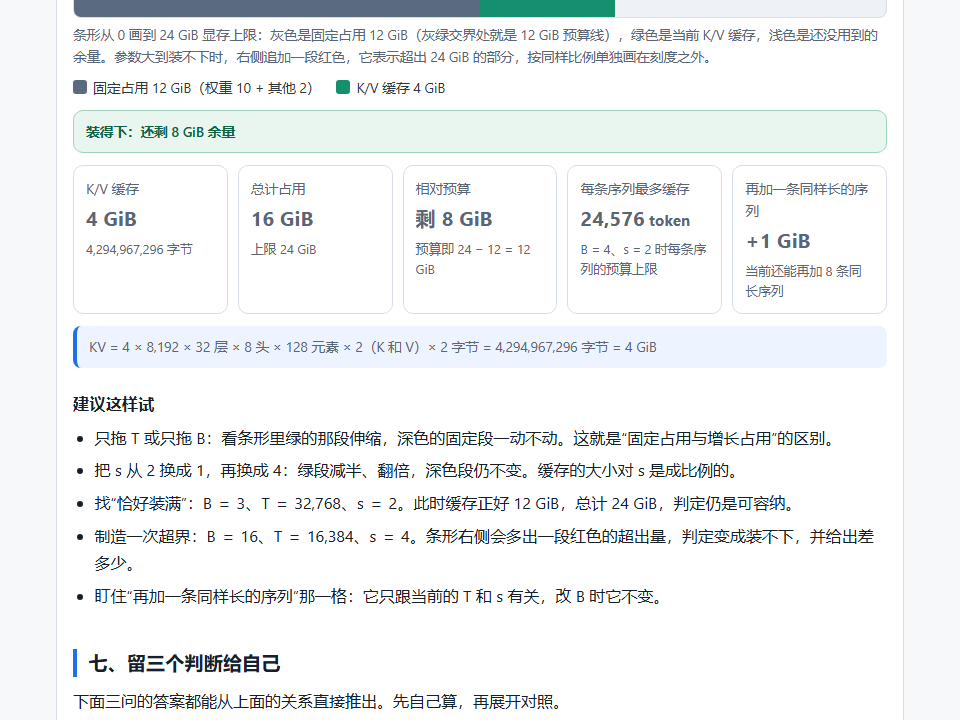 条形从 0 画到 24 GiB 显存上限：灰色是固定占用 12 GiB（灰绿交界处就是 12 GiB 预算线），绿色是当前 K/V 缓存，浅色是还没用到的
余量。参数大到装不下时，右侧追加一段红色，它表示超出 24 GiB 的部分，按同样比例单独画在刻度之外。
固定占用 12 GiB（权重 10 + 其他 2） K/V 缓存 4 GiB
装得下：还剩 8 GiB 余量
K/V 缓存
4 GiB
4,294,967,296 字节
总计占用
16 GiB
上限 24 GiB
相对预算
剩 8 GiB
预算即 24 − 12 = 12
GiB
每条序列最多缓存
24,576 token
B = 4、s = 2 时每条序
列的预算上限
再加一条同样长的序
列
+1 GiB
当前还能再加 8 条同
长序列
KV = 4 × 8,192 × 32 层 × 8 头 × 128 元素 × 2（K 和 V）× 2 字节 = 4,294,967,296 字节 = 4 GiB
建议这样试
只拖 T 或只拖 B：看条形里绿的那段伸缩，深色的固定段一动不动。这就是“固定占用与增长占用”的区别。
把 s 从 2 换成 1，再换成 4：绿段减半、翻倍，深色段仍不变。缓存的大小对 s 是成比例的。
找“恰好装满”：B = 3、T = 32,768、s = 2。此时缓存正好 12 GiB，总计 24 GiB，判定仍是可容纳。
制造一次超界：B = 16、T = 16,384、s = 4。条形右侧会多出一段红色的超出量，判定变成装不下，并给出差
多少。
盯住“再加一条同样长的序列”那一格：它只跟当前的 T 和 s 有关，改 B 时它不变。
七、留三个判断给自己
下面三问的答案都能从上面的关系直接推出。先自己算，再展开对照。